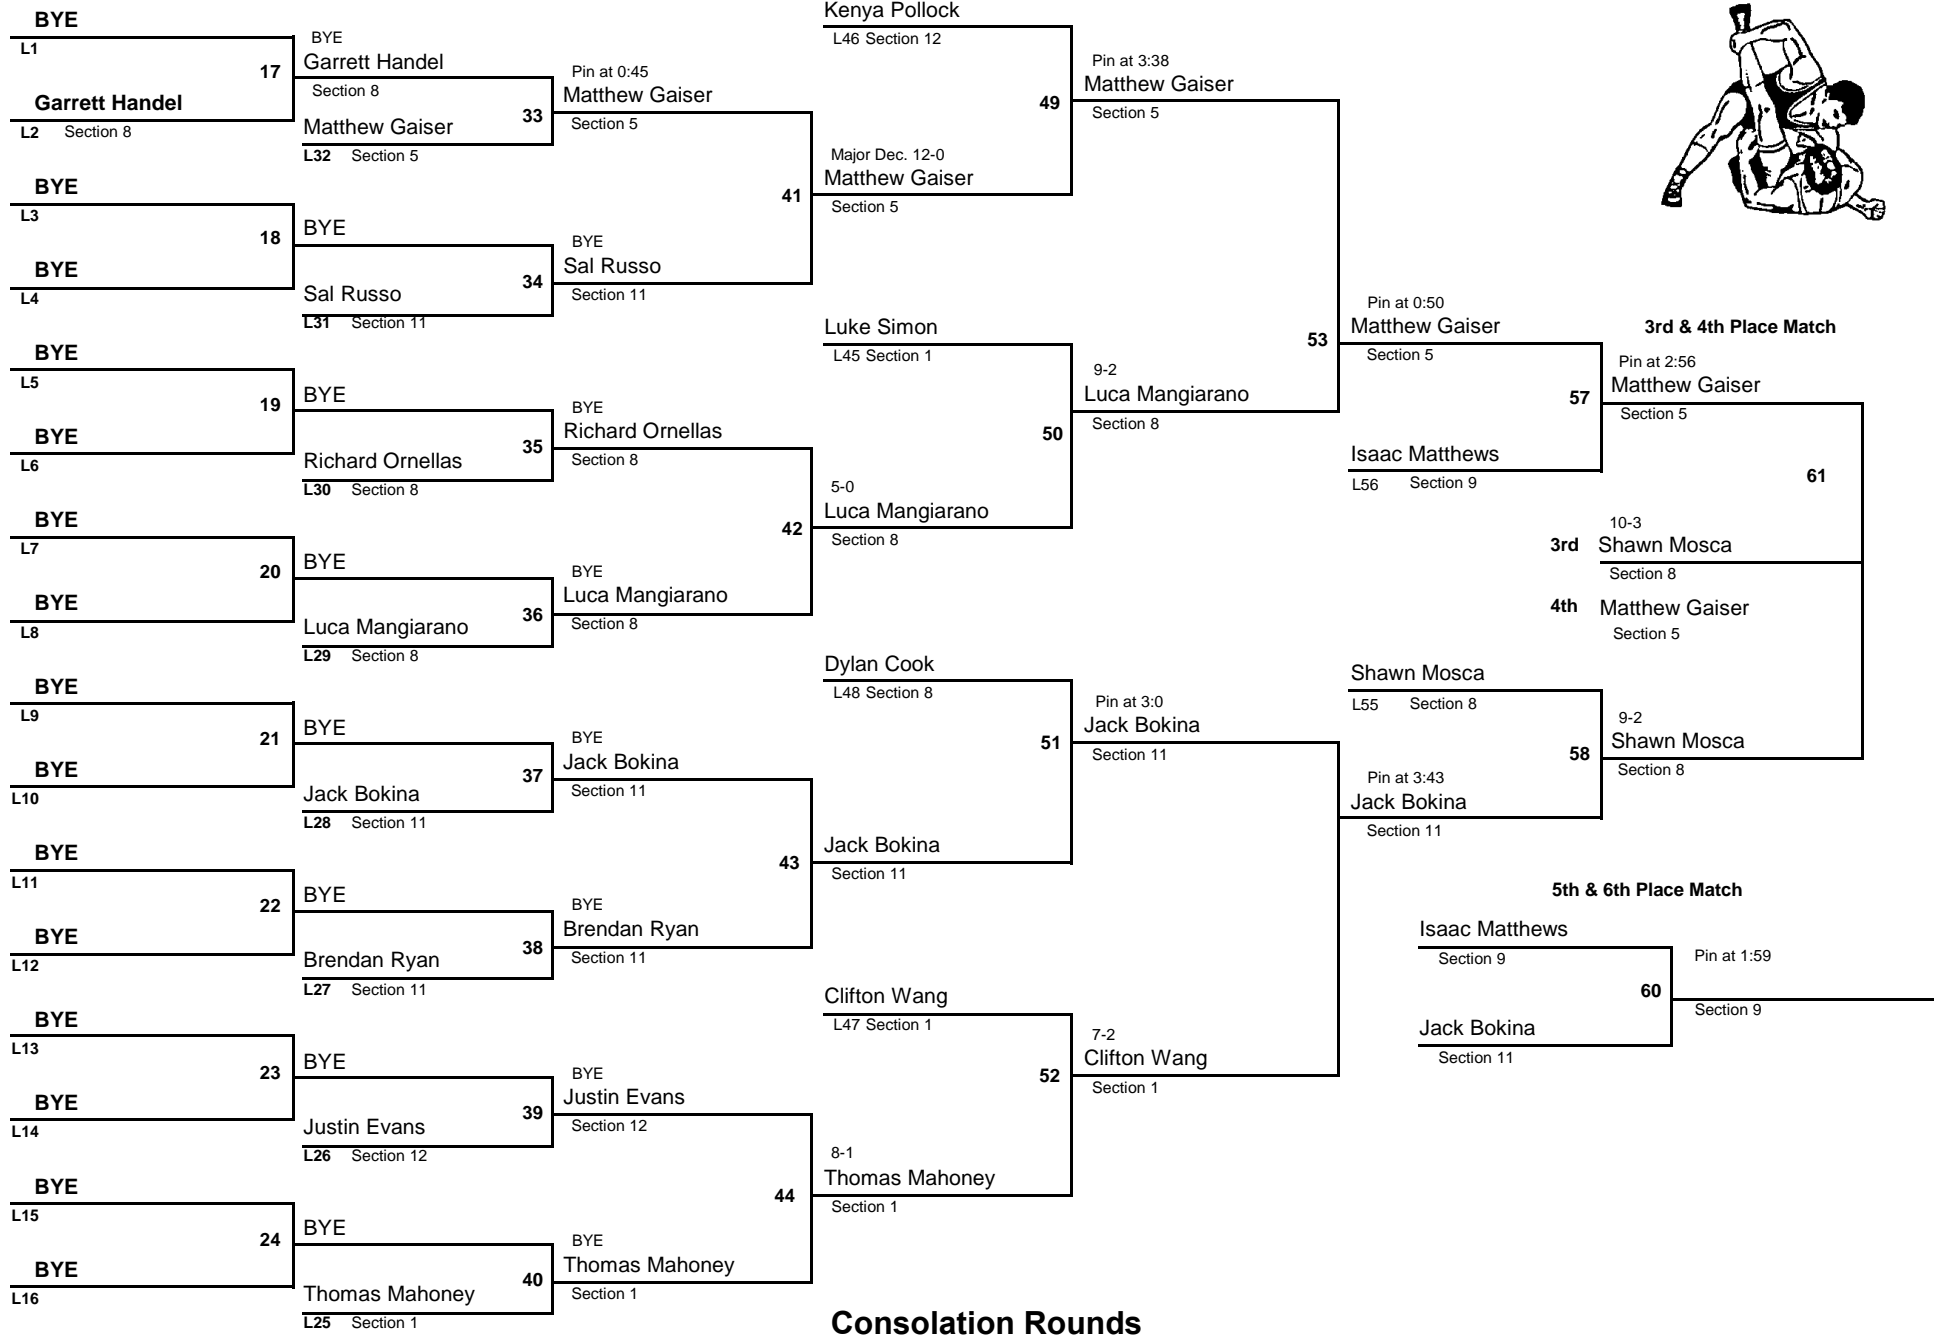 BYE
L1
17
Garrett Handel
L2 Section 8
BYE
L3
18
BYE
L4
BYE
L5
19
BYE
L6
BYE
L7
20
BYE
L8
BYE
L9
21
BYE
L10
BYE
L11
22
BYE
L12
BYE
L13
23
BYE
L14
BYE
L15
24
BYE
L16
BYE
Garrett Handel
Section 8
33
Matthew Gaiser
L32 Section 5
BYE
34
Sal Russo
L31 Section 11
BYE
35
Richard Ornellas
L30 Section 8
BYE
36
Luca Mangiarano
L29 Section 8
BYE
37
Jack Bokina
L28 Section 11
BYE
38
Brendan Ryan
L27 Section 11
BYE
39
Justin Evans
L26 Section 12
BYE
40
Thomas Mahoney
L25 Section 1
Pin at 0:45
Matthew Gaiser
Section 5
41
BYE
Sal Russo
Section 11
BYE
Richard Ornellas
Section 8
42
BYE
Luca Mangiarano
Section 8
BYE
Jack Bokina
Section 11
43
BYE
Brendan Ryan
Section 11
BYE
Justin Evans
Section 12
44
BYE
Thomas Mahoney
Section 1
Kenya Pollock
L46 Section 12
49
Major Dec. 12-0
Matthew Gaiser
Section 5
Luke Simon
L45 Section 1
50
5-0
Luca Mangiarano
Section 8
Dylan Cook
L48 Section 8
51
Jack Bokina
Section 11
Clifton Wang
L47 Section 1
52
8-1
Thomas Mahoney
Section 1
Pin at 3:38
Matthew Gaiser
Section 5
53
9-2
Luca Mangiarano
Section 8
Pin at 3:0
Jack Bokina
Section 11
7-2
Clifton Wang
Section 1
Pin at 0:50
Matthew Gaiser
Section 5
57
Isaac Matthews
L56 Section 9
Shawn Mosca
L55 Section 8
58
Pin at 3:43
Jack Bokina
Section 11
3rd & 4th Place Match
Pin at 2:56
Matthew Gaiser
Section 5
61
10-3
3rd Shawn Mosca
Section 8
4th Matthew Gaiser
Section 5
9-2
Shawn Mosca
Section 8
5th & 6th Place Match
Isaac Matthews
Section 9
60
Jack Bokina
Section 11
Pin at 1:59
Section 9
Consolation Rounds